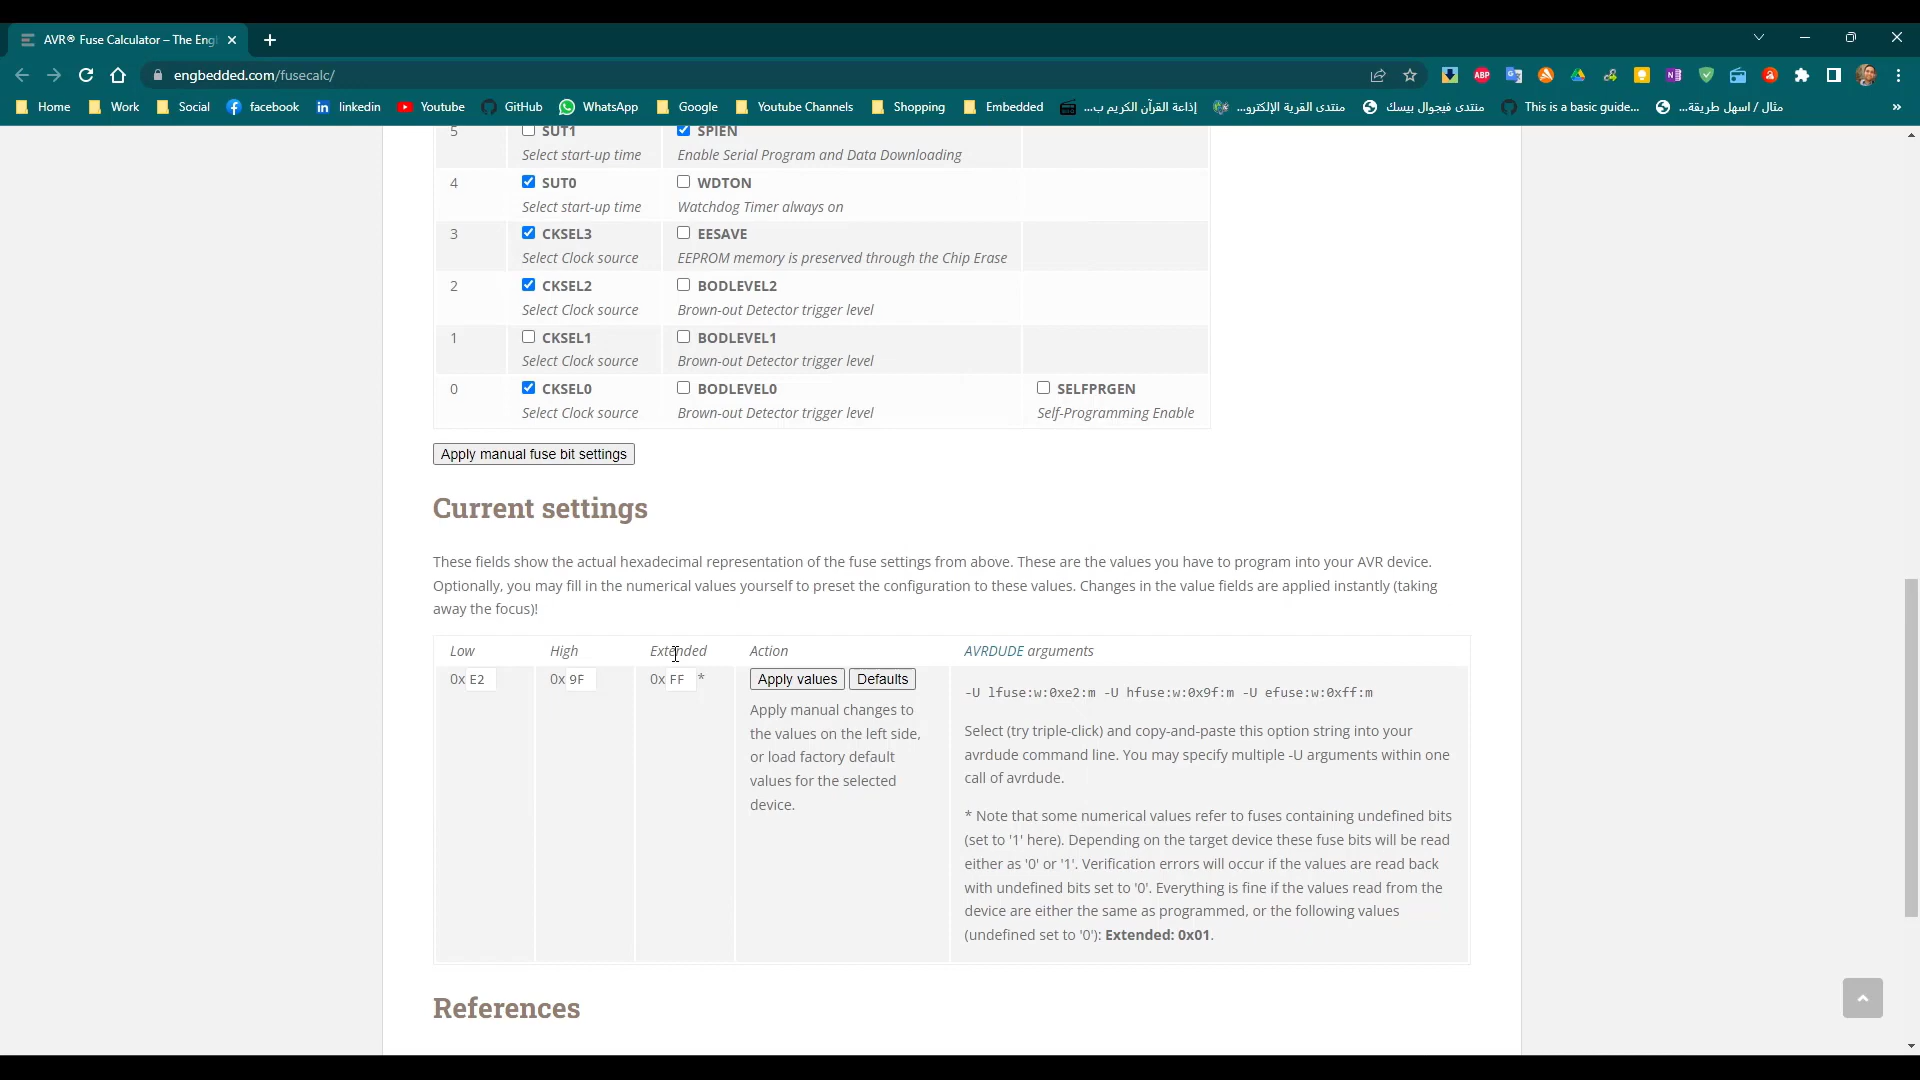 AVR® Fuse Calculator – The Eng
engbedded.com/fusecalc/
Home Work Social facebook linkedin Youtube GitHub WhatsApp Google Youtube Channels Shopping Embedded إذاعة القرآن الكريم ب... منتدى القرية الإلكترو... منتدى فيجوال بيسك This is a basic guide... مثال / اسهل طريقة... »
5 SUT1 SPIEN
Select start-up time Enable Serial Program and Data Downloading
4 SUT0 WDTON
Select start-up time Watchdog Timer always on
3 CKSEL3 EESAVE
Select Clock source EEPROM memory is preserved through the Chip Erase
2 CKSEL2 BODLEVEL2
Select Clock source Brown-out Detector trigger level
1 CKSEL1 BODLEVEL1
Select Clock source Brown-out Detector trigger level
0 CKSEL0 BODLEVEL0 SELFPRGEN
Select Clock source Brown-out Detector trigger level Self-Programming Enable
Apply manual fuse bit settings
Current settings
These fields show the actual hexadecimal representation of the fuse settings from above. These are the values you have to program into your AVR device.
Optionally, you may fill in the numerical values yourself to preset the configuration to these values. Changes in the value fields are applied instantly (taking
away the focus)!
Low High Extended Action AVRDUDE arguments
0x E2 0x 9F 0x FF * Apply values Defaults
-U lfuse:w:0xe2:m -U hfuse:w:0x9f:m -U efuse:w:0xff:m
Apply manual changes to
the values on the left side,
or load factory default
values for the selected
device.
Select (try triple-click) and copy-and-paste this option string into your
avrdude command line. You may specify multiple -U arguments within one
call of avrdude.
* Note that some numerical values refer to fuses containing undefined bits
(set to '1' here). Depending on the target device these fuse bits will be read
either as '0' or '1'. Verification errors will occur if the values are read back
with undefined bits set to '0'. Everything is fine if the values read from the
device are either the same as programmed, or the following values
(undefined set to '0'): Extended: 0x01.
References